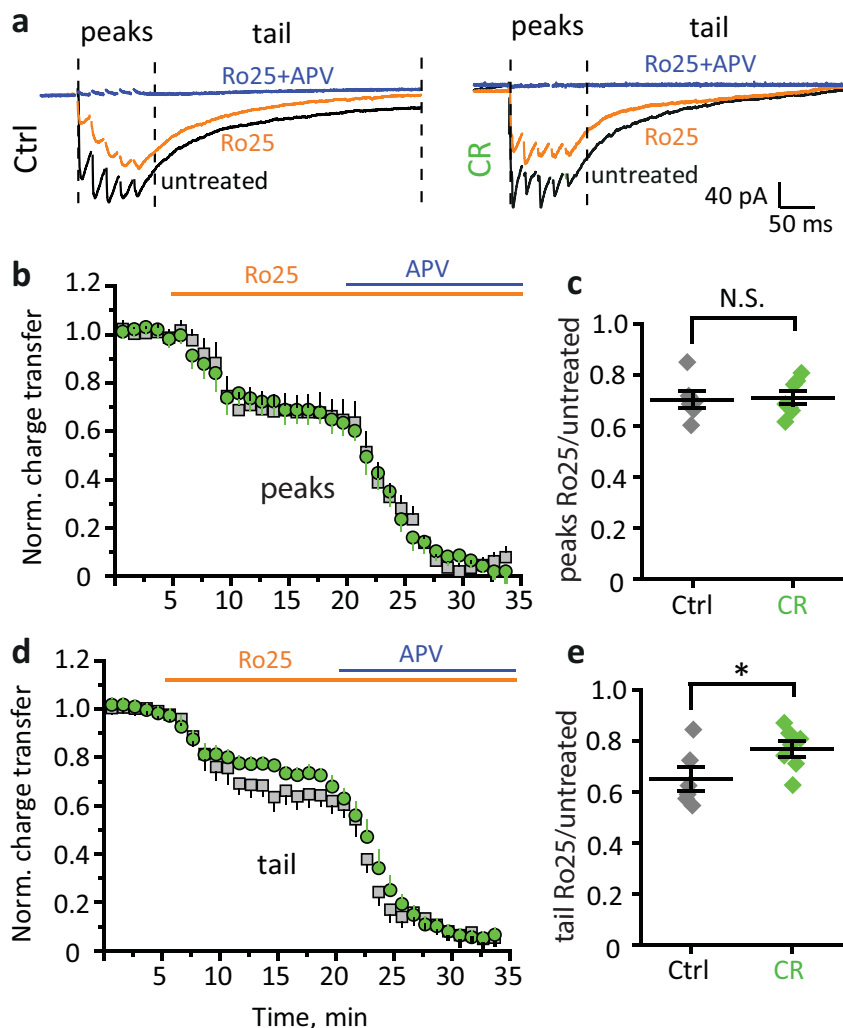 a
peaks
tail
peaks
tail
Ro25+APV
Ro25+APV
Ctrl
Ro25
untreated
CR
Ro25
untreated
40 pA
50 ms
b
Norm. charge transfer
1.2
1.0
0.8
0.6
0.4
0.2
0
Ro25
APV
peaks
5 10 15 20 25 30 35
c
N.S.
peaks Ro25/untreated
1.0
0.8
0.6
0.4
0.2
0
Ctrl CR
d
Norm. charge transfer
1.2
1.0
0.8
0.6
0.4
0.2
0
Ro25
APV
tail
5 10 15 20 25 30 35
Time, min
e
*
tail Ro25/untreated
1.0
0.8
0.6
0.4
0.2
0
Ctrl CR